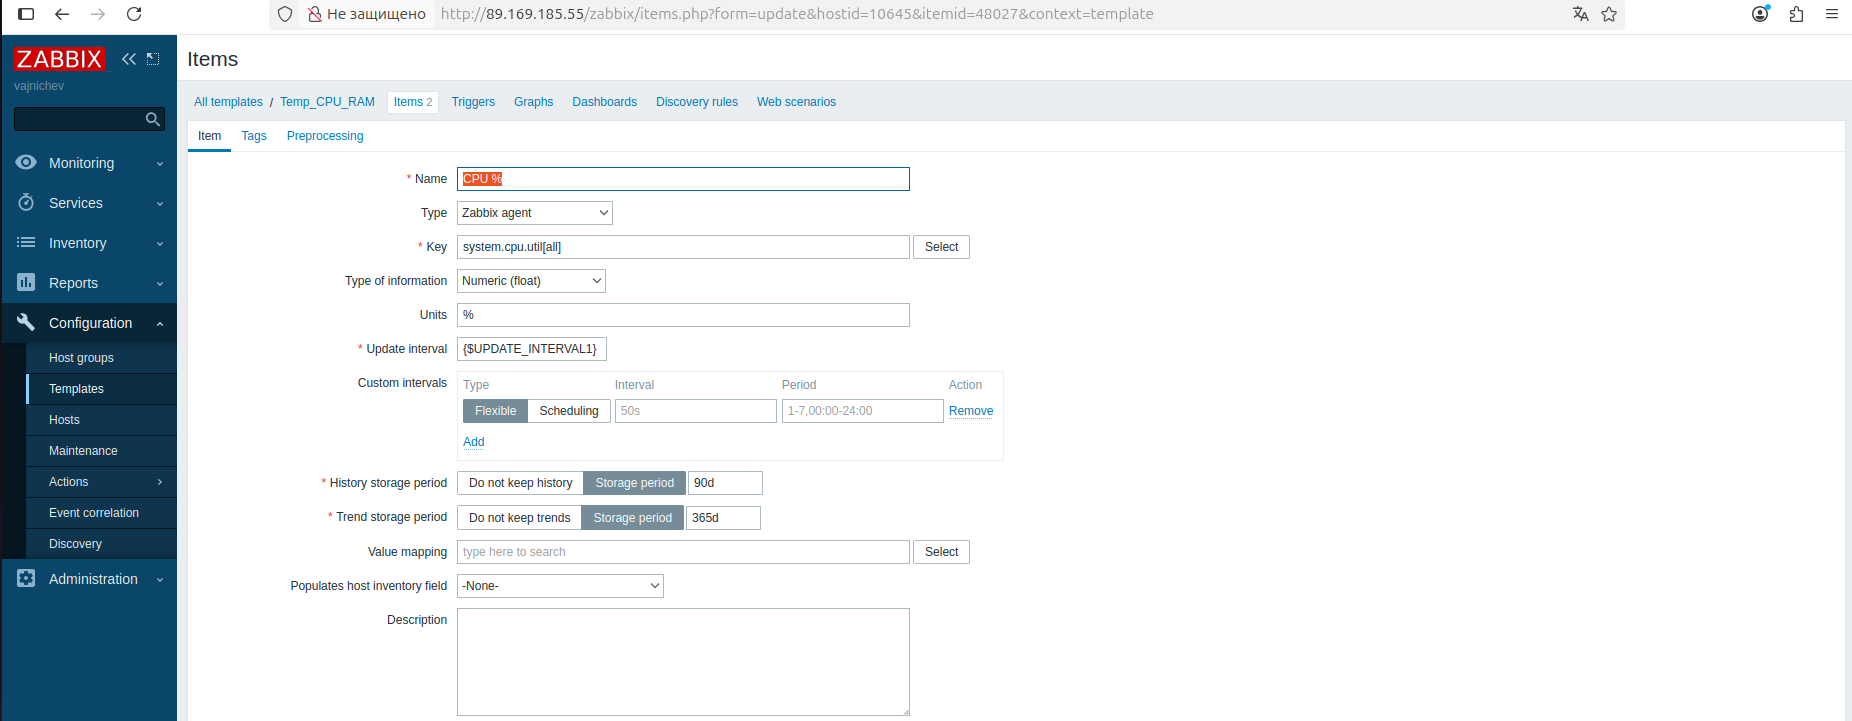 Не защищено http://89.169.185.55/zabbix/items.php?form=update&hostid=10645&itemid=48027&context=template
ZABBIX
vajnichev
Monitoring
Services
Inventory
Reports
Configuration
Host groups
Templates
Hosts
Maintenance
Actions
Event correlation
Discovery
Administration
Items
All templates / Temp_CPU_RAM Items 2 Triggers Graphs Dashboards Discovery rules Web scenarios
Item Tags Preprocessing
* Name CPU %
Type Zabbix agent
* Key system.cpu.util[all] Select
Type of information Numeric (float)
Units %
* Update interval {$UPDATE_INTERVAL1}
Custom intervals Type Interval Period Action
Flexible Scheduling 50s 1-7,00:00-24:00 Remove
Add
* History storage period Do not keep history Storage period 90d
* Trend storage period Do not keep trends Storage period 365d
Value mapping type here to search Select
Populates host inventory field -None-
Description